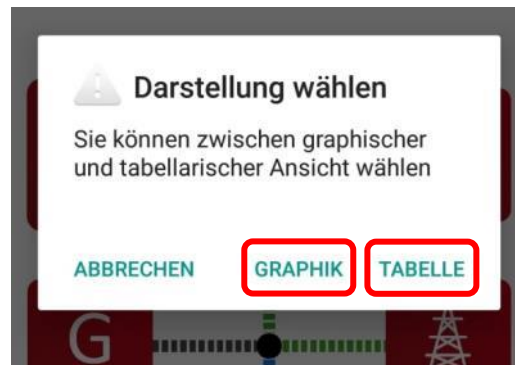 Darstellung wählen
Sie können zwischen graphischer
und tabellarischer Ansicht wählen
ABBRECHEN GRAPHIK TABELLE
G